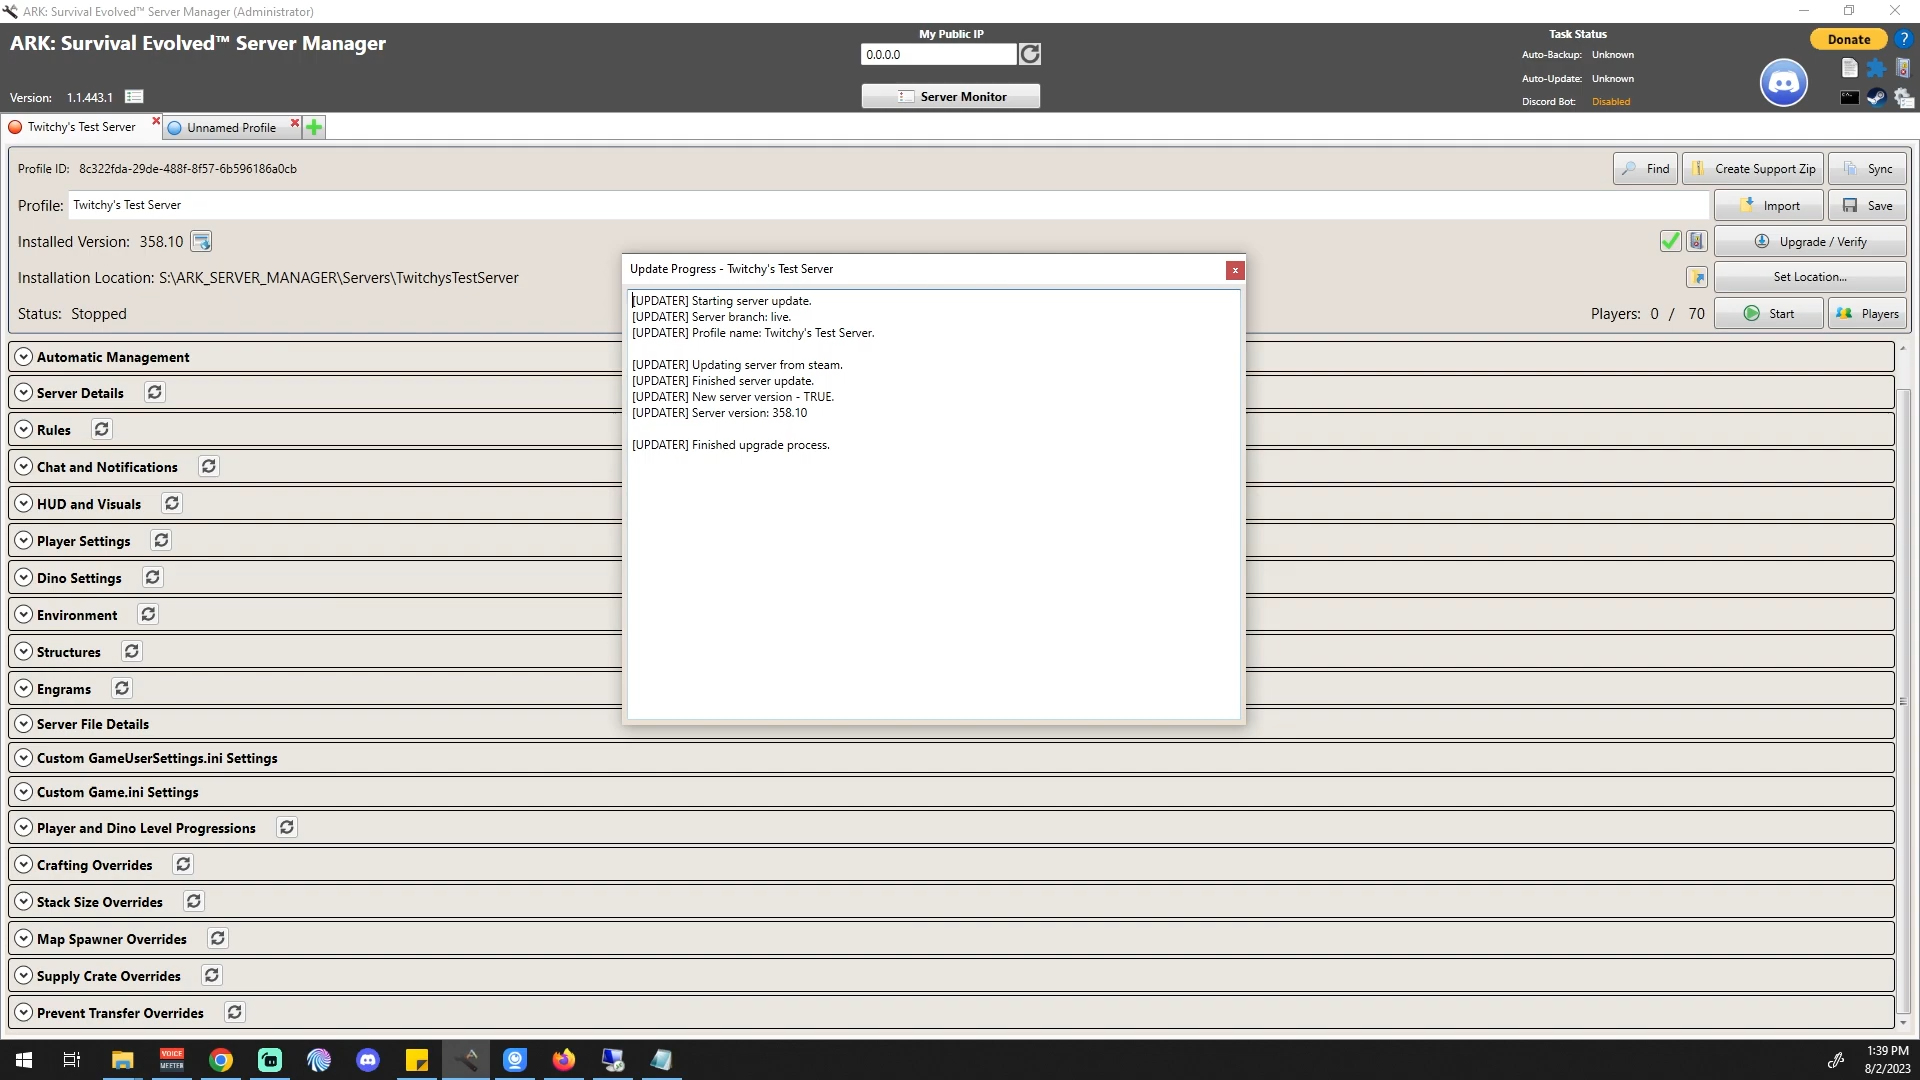 ARK: Survival Evolved™ Server Manager (Administrator)
ARK: Survival Evolved™ Server Manager
My Public IP
0.0.0.0
Server Monitor
Task Status
Auto-Backup: Unknown
Auto-Update: Unknown
Discord Bot: Disabled
Donate
?
Version: 1.1.443.1
Twitchy's Test Server
Unnamed Profile
Profile ID: 8c322fda-29de-488f-8f57-6b596186a0cb
Find
Create Support Zip
Sync
Profile: Twitchy's Test Server
Import
Save
Installed Version: 358.10
Upgrade / Verify
Installation Location: S:\ARK_SERVER_MANAGER\Servers\TwitchysTestServer
Set Location...
Status: Stopped
Players: 0 / 70
Start
Players
Update Progress - Twitchy's Test Server
[UPDATER] Starting server update.
[UPDATER] Server branch: live.
[UPDATER] Profile name: Twitchy's Test Server.
[UPDATER] Updating server from steam.
[UPDATER] Finished server update.
[UPDATER] New server version - TRUE.
[UPDATER] Server version: 358.10
[UPDATER] Finished upgrade process.
Automatic Management
Server Details
Rules
Chat and Notifications
HUD and Visuals
Player Settings
Dino Settings
Environment
Structures
Engrams
Server File Details
Custom GameUserSettings.ini Settings
Custom Game.ini Settings
Player and Dino Level Progressions
Crafting Overrides
Stack Size Overrides
Map Spawner Overrides
Supply Crate Overrides
Prevent Transfer Overrides
VOICE
MEETER
1:39 PM
8/2/2023